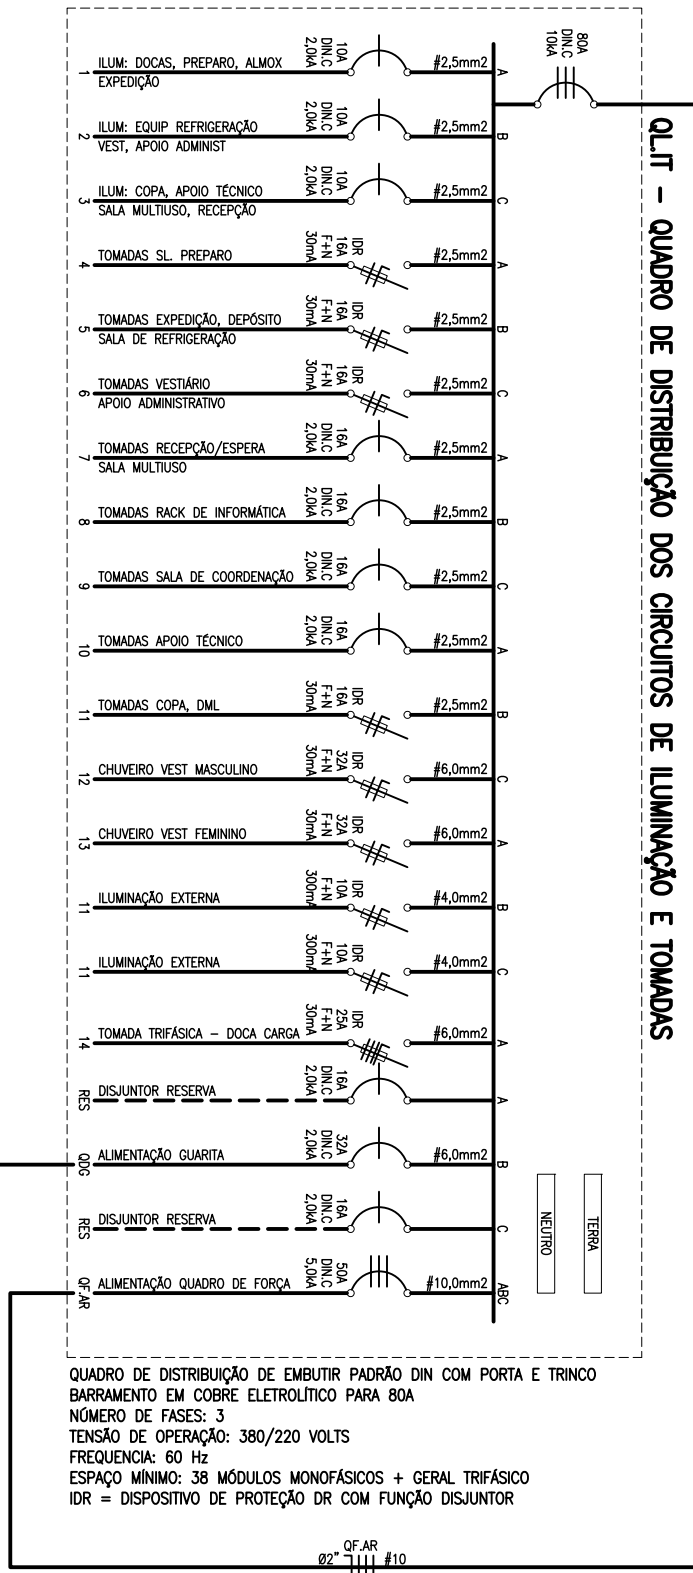 80A
DIN.C
10kA
QL.IT - QUADRO DE DISTRIBUIÇÃO DOS CIRCUITOS DE ILUMINAÇÃO E TOMADAS
1 ILUM: DOCAS, PREPARO, ALMOX
EXPEDIÇÃO
10A
DIN.C
2,0kA
#2,5mm2 A
2 ILUM: EQUIP REFRIGERAÇÃO
VEST, APOIO ADMINIST
10A
DIN.C
2,0kA
#2,5mm2 B
3 ILUM: COPA, APOIO TÉCNICO
SALA MULTIUSO, RECEPÇÃO
10A
DIN.C
2,0kA
#2,5mm2 C
4 TOMADAS SL. PREPARO
IDR
16A
F+N
30mA
#2,5mm2 A
5 TOMADAS EXPEDIÇÃO, DEPÓSITO
SALA DE REFRIGERAÇÃO
IDR
16A
F+N
30mA
#2,5mm2 B
6 TOMADAS VESTIÁRIO
APOIO ADMINISTRATIVO
IDR
16A
F+N
30mA
#2,5mm2 C
7 TOMADAS RECEPÇÃO/ESPERA
SALA MULTIUSO
16A
DIN.C
2,0kA
#2,5mm2 A
8 TOMADAS RACK DE INFORMÁTICA
16A
DIN.C
2,0kA
#2,5mm2 B
9 TOMADAS SALA DE COORDENAÇÃO
16A
DIN.C
2,0kA
#2,5mm2 C
10 TOMADAS APOIO TÉCNICO
16A
DIN.C
2,0kA
#2,5mm2 A
11 TOMADAS COPA, DML
IDR
16A
F+N
30mA
#2,5mm2 B
12 CHUVEIRO VEST MASCULINO
IDR
32A
F+N
30mA
#6,0mm2 C
13 CHUVEIRO VEST FEMININO
IDR
32A
F+N
30mA
#6,0mm2 A
11 ILUMINAÇÃO EXTERNA
IDR
10A
F+N
300mA
#4,0mm2 B
11 ILUMINAÇÃO EXTERNA
IDR
10A
F+N
300mA
#4,0mm2 C
14 TOMADA TRIFÁSICA - DOCA CARGA
IDR
25A
F+N
30mA
#6,0mm2 A
RES DISJUNTOR RESERVA
16A
DIN.C
2,0kA
A
QDG ALIMENTAÇÃO GUARITA
32A
DIN.C
2,0kA
#6,0mm2 B
RES DISJUNTOR RESERVA
16A
DIN.C
2,0kA
C
QF.AR ALIMENTAÇÃO QUADRO DE FORÇA
50A
DIN.C
5,0kA
#10,0mm2 ABC
NEUTRO
TERRA
QUADRO DE DISTRIBUIÇÃO DE EMBUTIR PADRÃO DIN COM PORTA E TRINCO
BARRAMENTO EM COBRE ELETROLÍTICO PARA 80A
NÚMERO DE FASES: 3
TENSÃO DE OPERAÇÃO: 380/220 VOLTS
FREQUENCIA: 60 Hz
ESPAÇO MÍNIMO: 38 MÓDULOS MONOFÁSICOS + GERAL TRIFÁSICO
IDR = DISPOSITIVO DE PROTEÇÃO DR COM FUNÇÃO DISJUNTOR
QF.AR
Ø2" #10